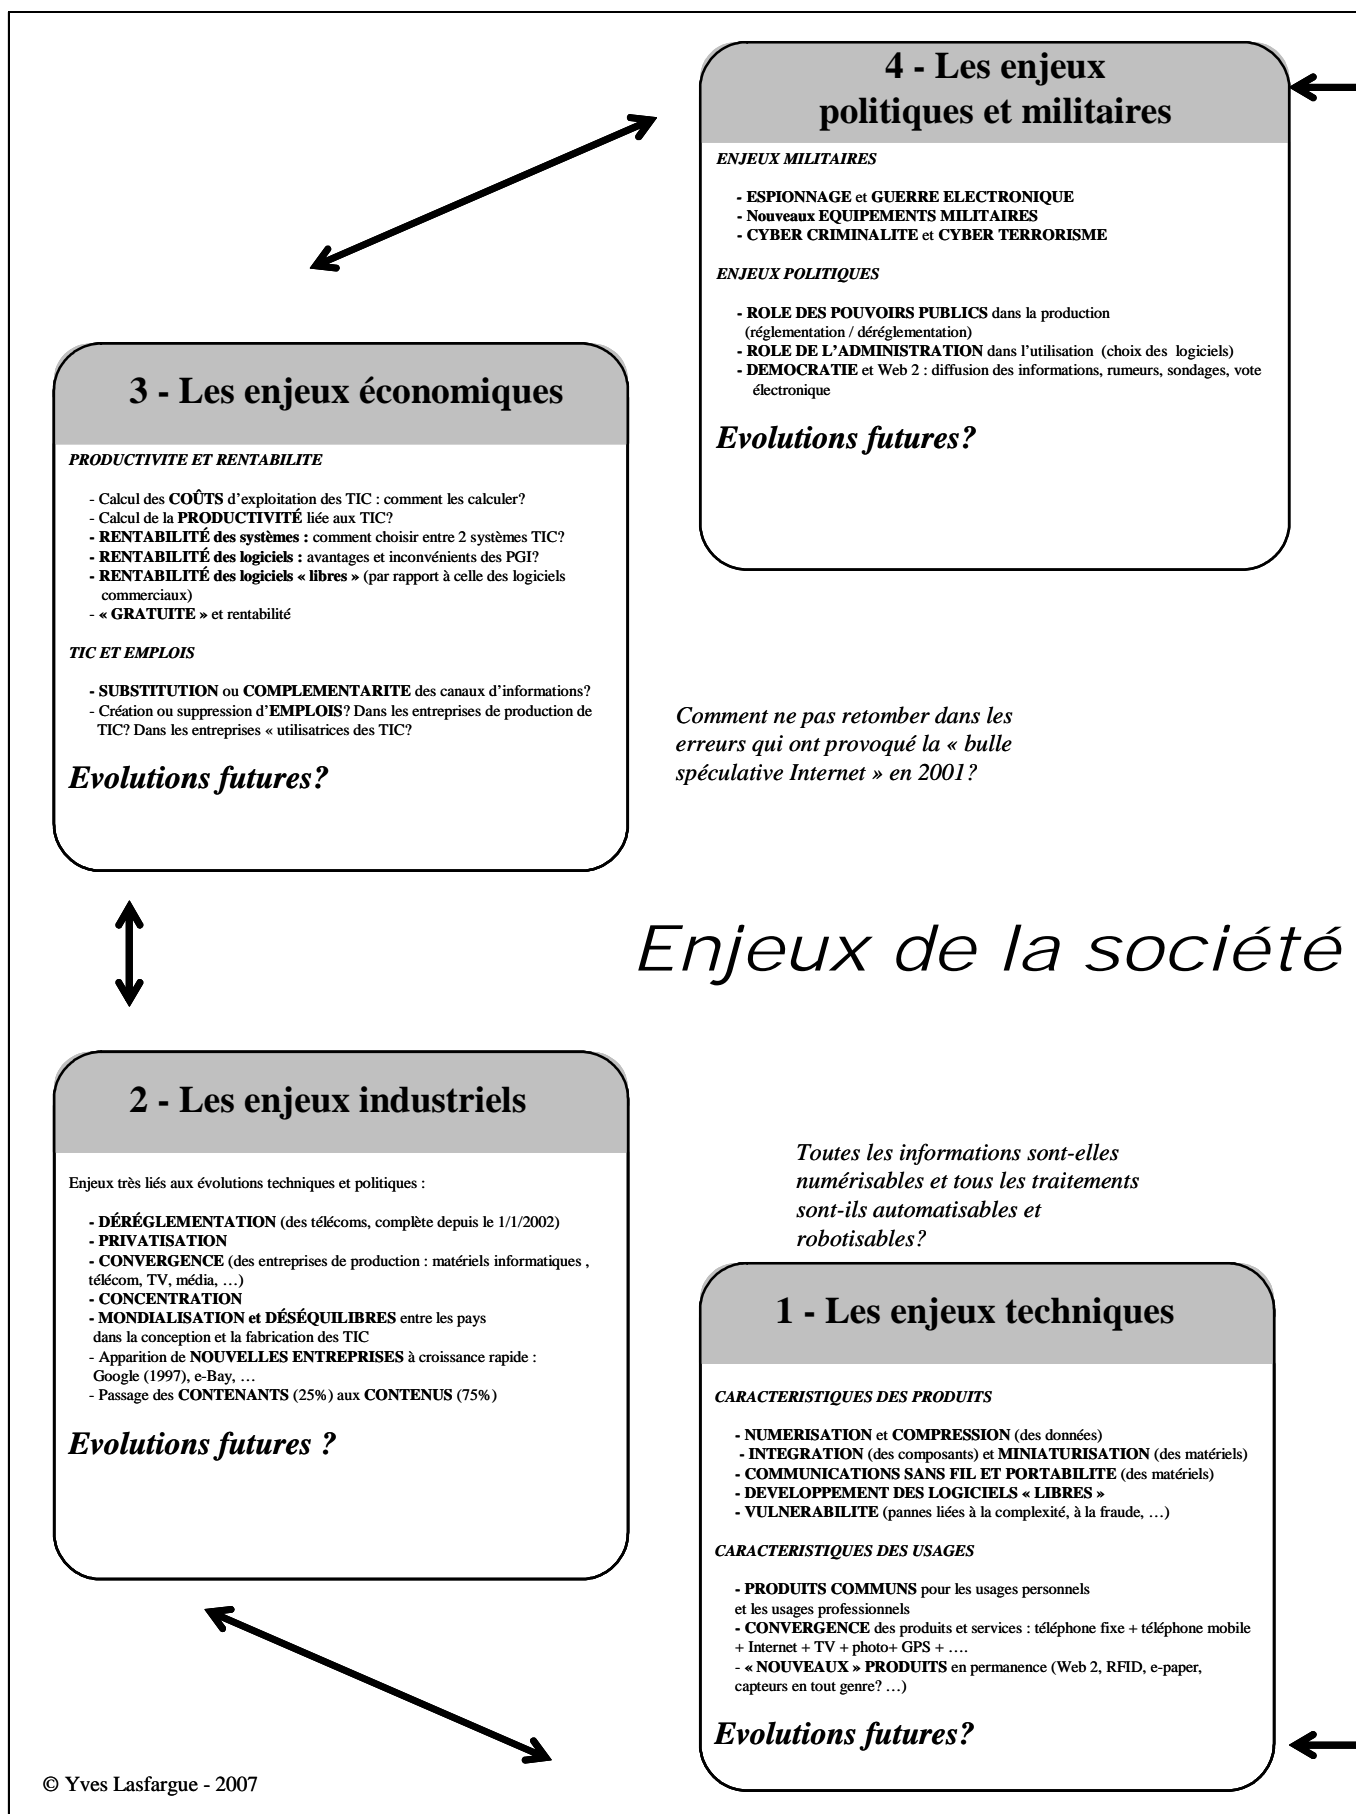 4 - Les enjeux
politiques et militaires
ENJEUX MILITAIRES
- ESPIONNAGE et GUERRE ELECTRONIQUE
- Nouveaux EQUIPEMENTS MILITAIRES
- CYBER CRIMINALITE et CYBER TERRORISME
ENJEUX POLITIQUES
- ROLE DES POUVOIRS PUBLICS dans la production
(réglementation / déréglementation)
- ROLE DE L’ADMINISTRATION dans l’utilisation (choix des logiciels)
- DEMOCRATIE et Web 2 : diffusion des informations, rumeurs, sondages, vote
électronique
Evolutions futures?
3 - Les enjeux économiques
PRODUCTIVITE ET RENTABILITE
- Calcul des COÛTS d’exploitation des TIC : comment les calculer?
- Calcul de la PRODUCTIVITÉ liée aux TIC?
- RENTABILITÉ des systèmes : comment choisir entre 2 systèmes TIC?
- RENTABILITÉ des logiciels : avantages et inconvénients des PGI?
- RENTABILITÉ des logiciels « libres » (par rapport à celle des logiciels
commerciaux)
- « GRATUITE » et rentabilité
TIC ET EMPLOIS
- SUBSTITUTION ou COMPLEMENTARITE des canaux d’informations?
- Création ou suppression d’EMPLOIS? Dans les entreprises de production de
TIC? Dans les entreprises « utilisatrices des TIC?
Evolutions futures?
Comment ne pas retomber dans les
erreurs qui ont provoqué la « bulle
spéculative Internet » en 2001?
Enjeux de la société
2 - Les enjeux industriels
Enjeux très liés aux évolutions techniques et politiques :
- DÉRÉGLEMENTATION (des télécoms, complète depuis le 1/1/2002)
- PRIVATISATION
- CONVERGENCE (des entreprises de production : matériels informatiques ,
télécom, TV, média, …)
- CONCENTRATION
- MONDIALISATION et DÉSÉQUILIBRES entre les pays
dans la conception et la fabrication des TIC
- Apparition de NOUVELLES ENTREPRISES à croissance rapide :
Google (1997), e-Bay, …
- Passage des CONTENANTS (25%) aux CONTENUS (75%)
Evolutions futures ?
Toutes les informations sont-elles
numérisables et tous les traitements
sont-ils automatisables et
robotisables?
1 - Les enjeux techniques
CARACTERISTIQUES DES PRODUITS
- NUMERISATION et COMPRESSION (des données)
- INTEGRATION (des composants) et MINIATURISATION (des matériels)
- COMMUNICATIONS SANS FIL ET PORTABILITE (des matériels)
- DEVELOPPEMENT DES LOGICIELS « LIBRES »
- VULNERABILITE (pannes liées à la complexité, à la fraude, …)
CARACTERISTIQUES DES USAGES
- PRODUITS COMMUNS pour les usages personnels
et les usages professionnels
- CONVERGENCE des produits et services : téléphone fixe + téléphone mobile
+ Internet + TV + photo+ GPS + ….
- « NOUVEAUX » PRODUITS en permanence (Web 2, RFID, e-paper,
capteurs en tout genre? …)
Evolutions futures?
© Yves Lasfargue - 2007